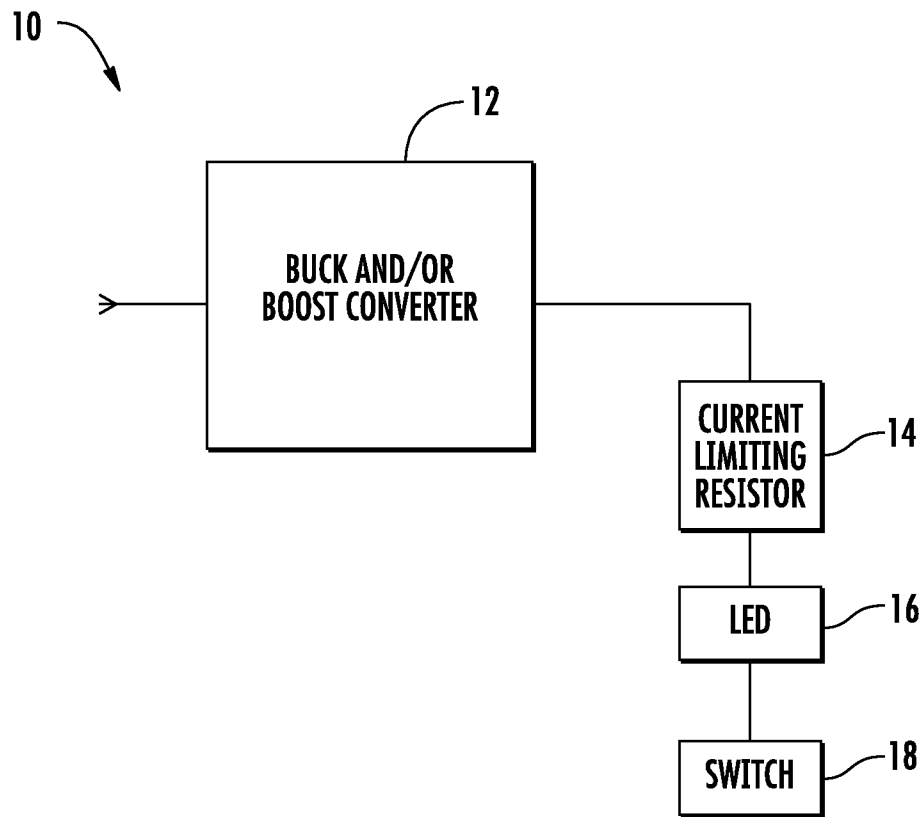 10
12
BUCK AND/OR
BOOST CONVERTER
CURRENT
LIMITING
RESISTOR
14
LED
16
SWITCH
18